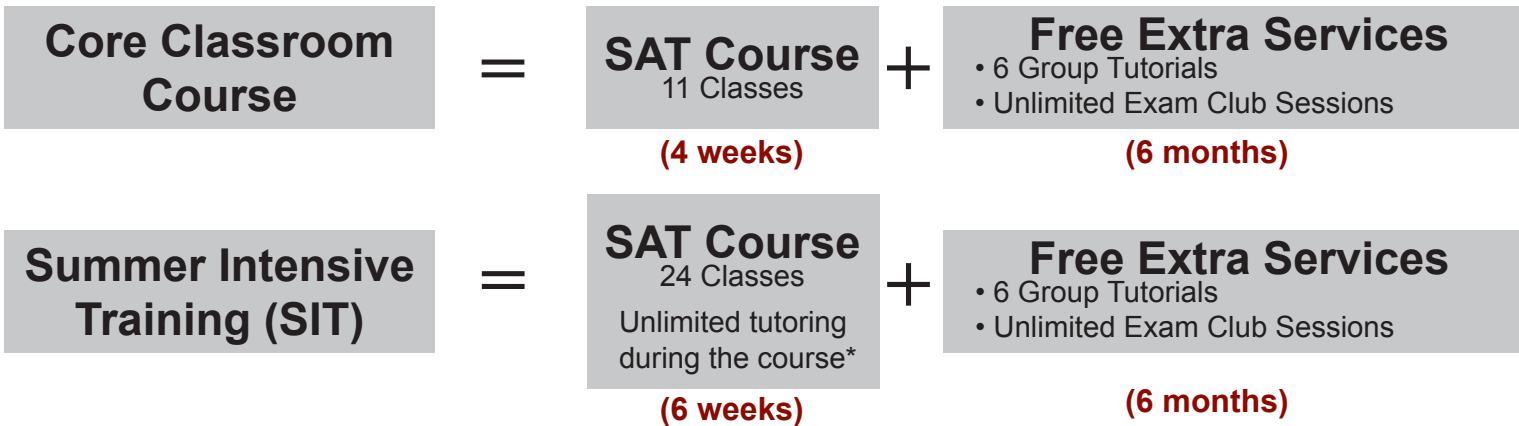 Core Classroom
Course
=
SAT Course
11 Classes
(4 weeks)
+
Free Extra Services
• 6 Group Tutorials
• Unlimited Exam Club Sessions
(6 months)
Summer Intensive
Training (SIT)
=
SAT Course
24 Classes
Unlimited tutoring
during the course*
(6 weeks)
+
Free Extra Services
• 6 Group Tutorials
• Unlimited Exam Club Sessions
(6 months)